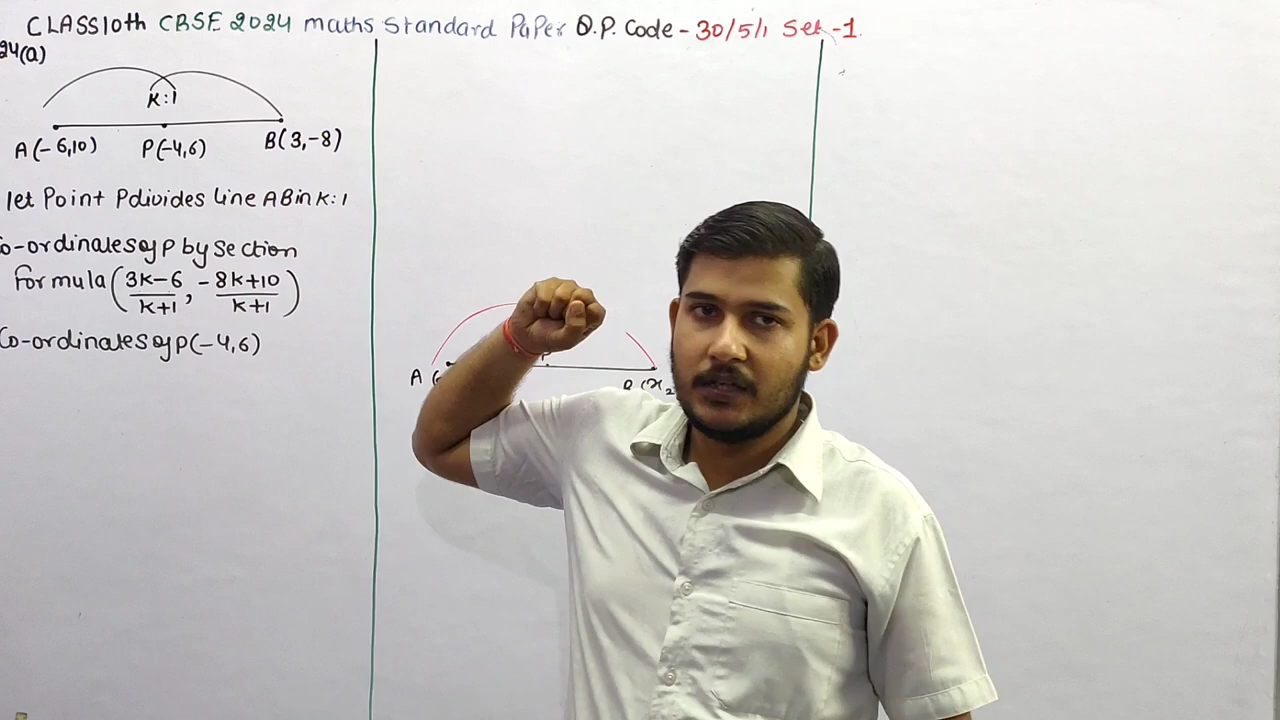 CLASS10th CBSE 2024 maths Standard PaPer Q.P. Code - 30/5/1 Set -1
24(a)
K:1
A(-6,10) P(-4,6) B(3,-8)
let Point P divides line AB in K:1
Co-ordinates of P by Section
formula (3K-6/K+1, -8K+10/K+1)
Co-ordinates of P(-4,6)
A (
B (x₂